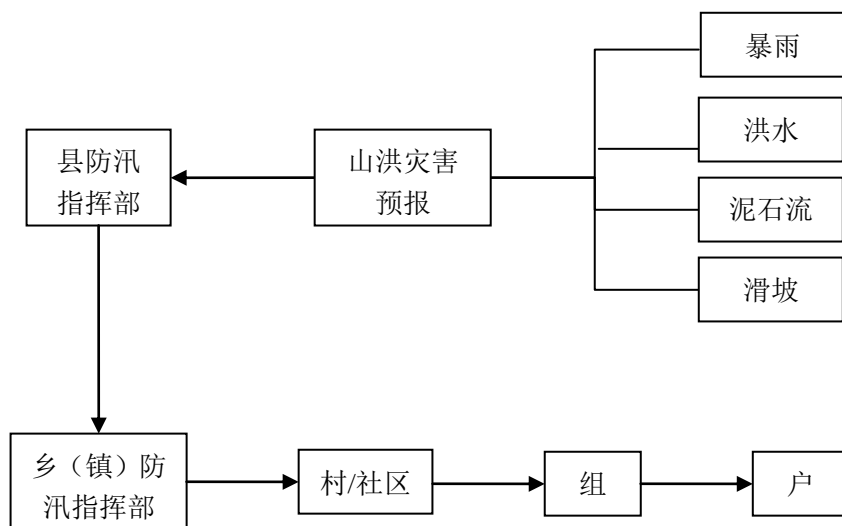 暴雨
洪水
县防汛
指挥部
山洪灾害
预报
泥石流
滑坡
乡（镇）防
汛指挥部
村/社区
组
户